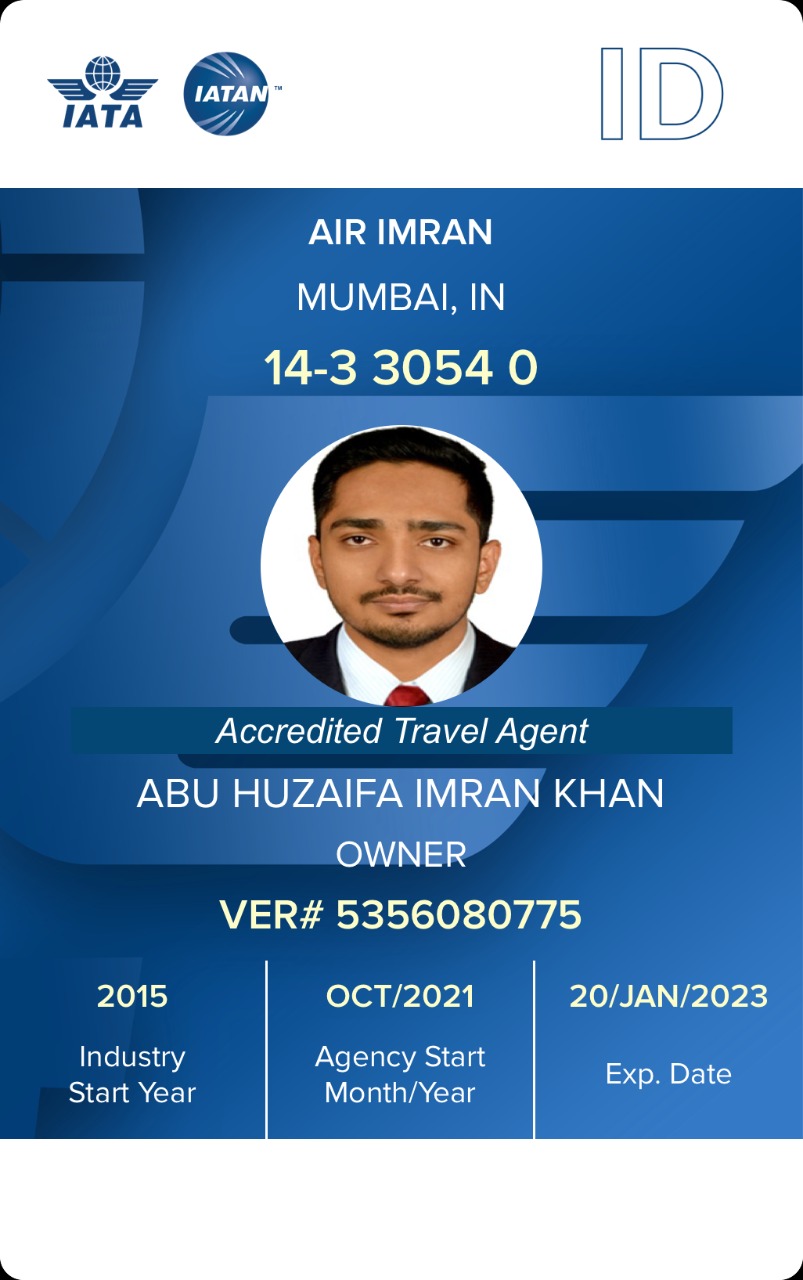 IATA
IATAN™
ID
AIR IMRAN
MUMBAI, IN
14-3 3054 0
Accredited Travel Agent
ABU HUZAIFA IMRAN KHAN
OWNER
VER# 5356080775
2015
Industry
Start Year
OCT/2021
Agency Start
Month/Year
20/JAN/2023
Exp. Date